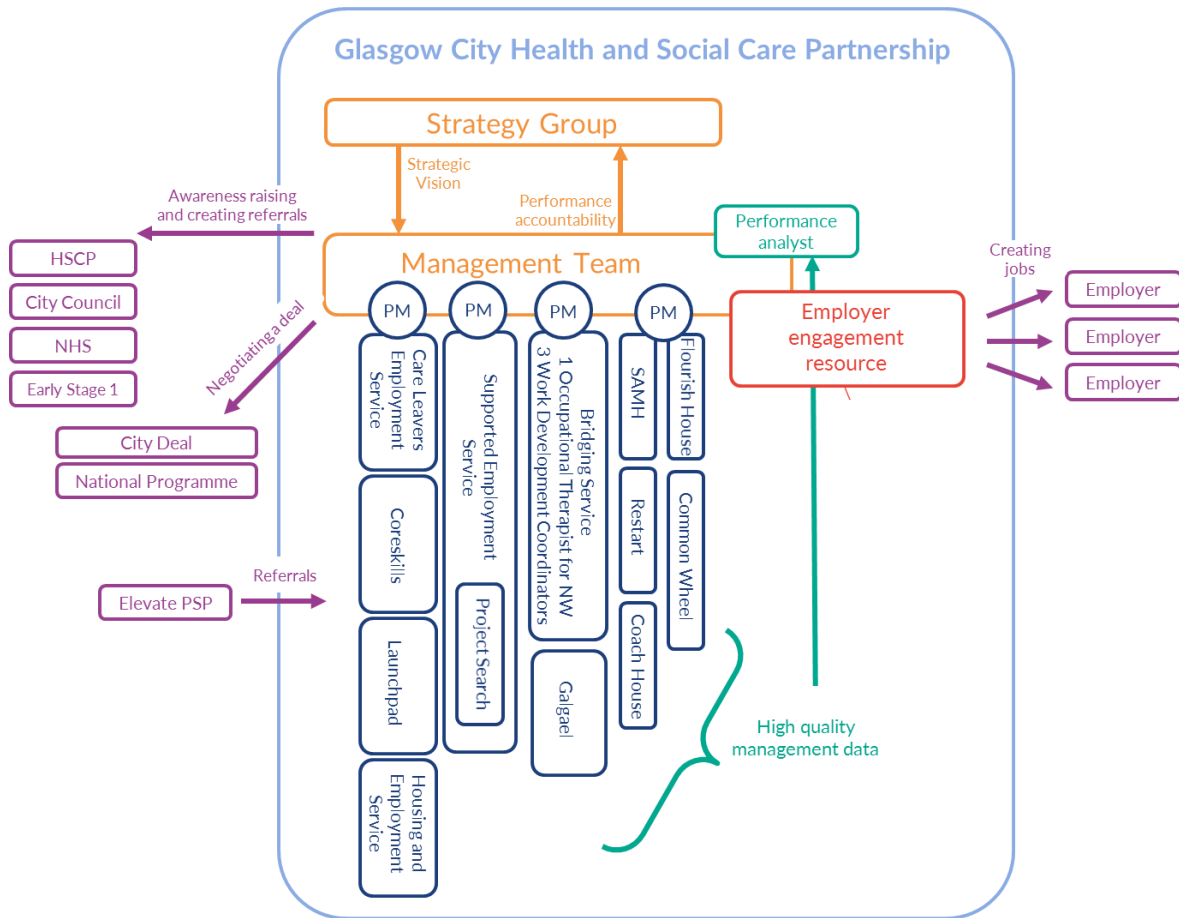 Glasgow City Health and Social Care Partnership
Strategy Group
Strategic
Vision
Performance
accountability
Awareness raising
and creating referrals
HSCP
City Council
NHS
Early Stage 1
Negotiating a deal
City Deal
National Programme
Referrals
Elevate PSP
Management Team
Performance
analyst
Employer
engagement
resource
Creating
jobs
Employer
Employer
Employer
PM
PM
PM
PM
Care Leavers
Employment
Service
Coreskills
Launchpad
Housing and
Employment
Service
Supported Employment
Service
Project Search
Bridging Service
1 Occupational Therapist for NW
3 Work Development Coordinators
Galgael
SAMH
Restart
Coach House
Flourish House
Common Wheel
High quality
management data